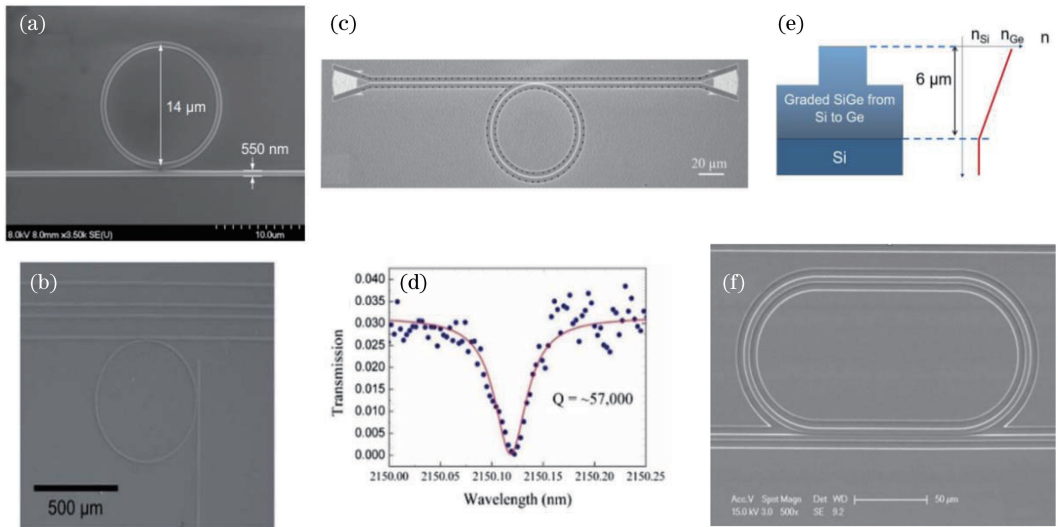 (a)
14 μm
550 nm
8.0kV 8.0mm x3.50k SE(U)
10.0um
(b)
500 μm
(c)
20 μm
(d)
Transmission
0.040
0.035
0.030
0.025
0.020
0.015
0.010
0.005
0.000
Q = ~57,000
2150.00 2150.05 2150.10 2150.15 2150.20 2150.25
Wavelength (nm)
(e)
nSi nGe n
6 μm
Graded SiGe from
Si to Ge
Si
(f)
Acc.V Spot Magn Det WD
15.0 kV 3.0 500x SE 9.2
50 μm